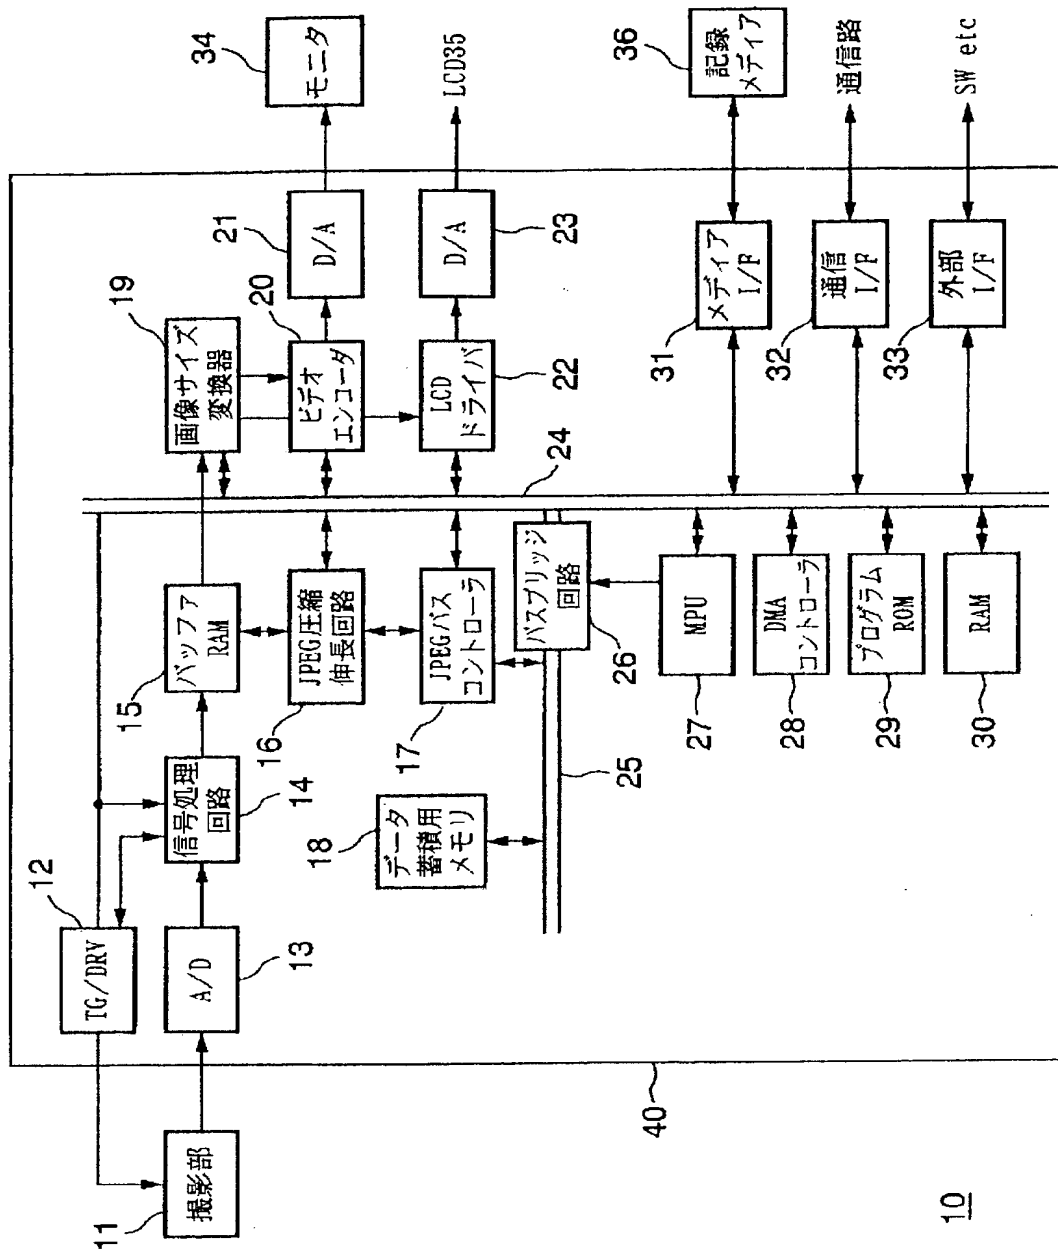 10
11
撮影部
40
12
TG/DRV
A/D
13
信号処理
回路
14
15
バッファ
RAM
16
JPEG圧縮
伸長回路
17
JPEGバス
コントローラ
18
データ
蓄積用
メモリ
19
画像サイズ
変換器
20
ビデオ
エンコーダ
21
D/A
34
モニタ
22
LCD
ドライバ
23
D/A
LCD35
24
25
バスブリッジ
回路
26
MPU
27
DMA
コントローラ
28
プログラム
ROM
29
RAM
30
31
メディア
I/F
36
記録
メディア
32
通信
I/F
通信路
33
外部
I/F
SW etc